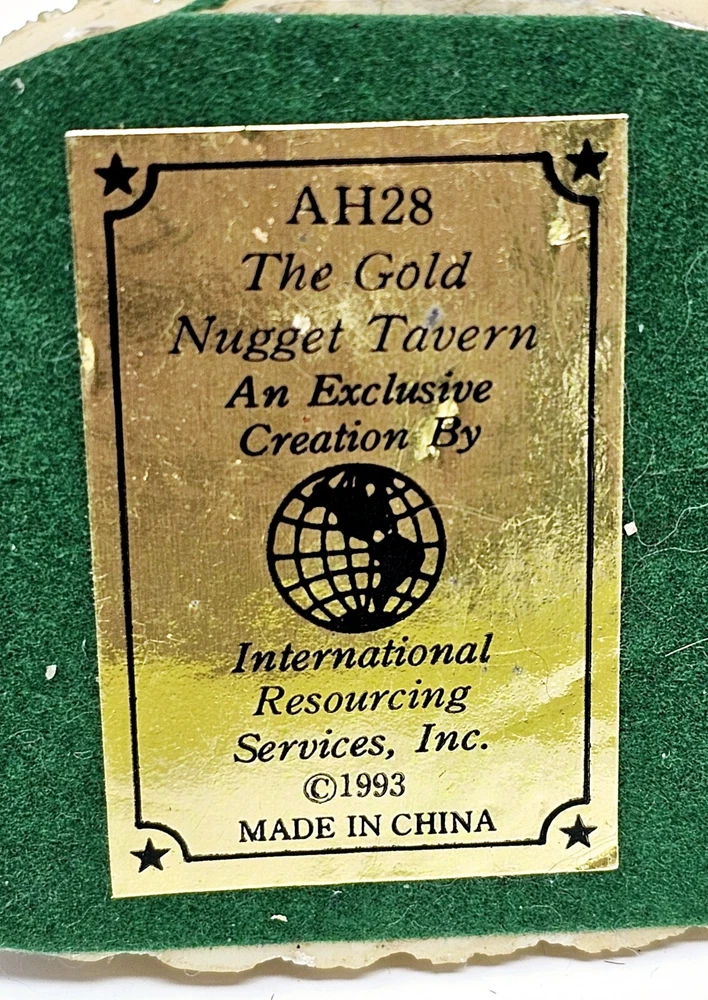 AH28
The Gold
Nugget Tavern
An Exclusive
Creation By
International
Resourcing
Services, Inc.
©1993
MADE IN CHINA